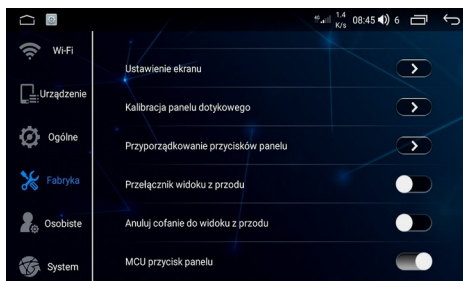 4G 1.4 K/s 08:45 6
Wi-Fi
Urządzenie
Ogólne
Fabryka
Osobiste
System
Ustawienie ekranu
Kalibracja panelu dotykowego
Przyporządkowanie przycisków panelu
Przełącznik widoku z przodu
Anuluj cofanie do widoku z przodu
MCU przycisk panelu